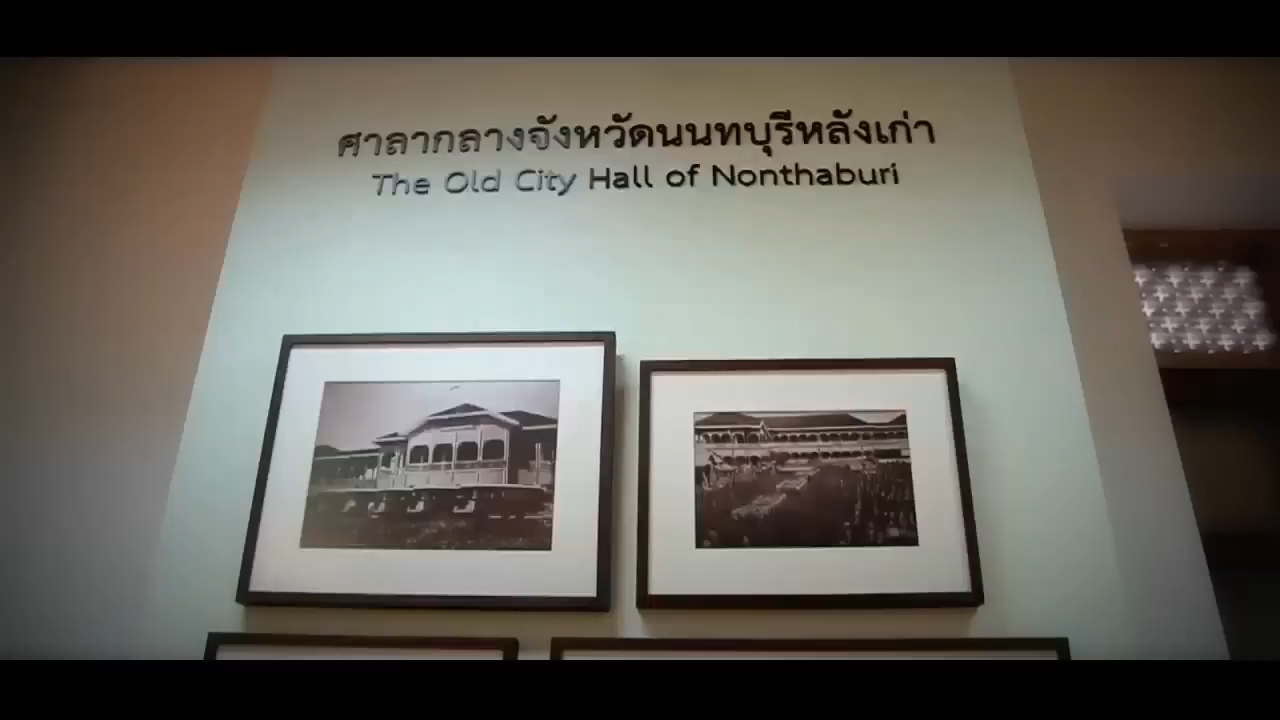 ศาลากลางจังหวัดนนทบุรีหลังเก่า
The Old City Hall of Nonthaburi